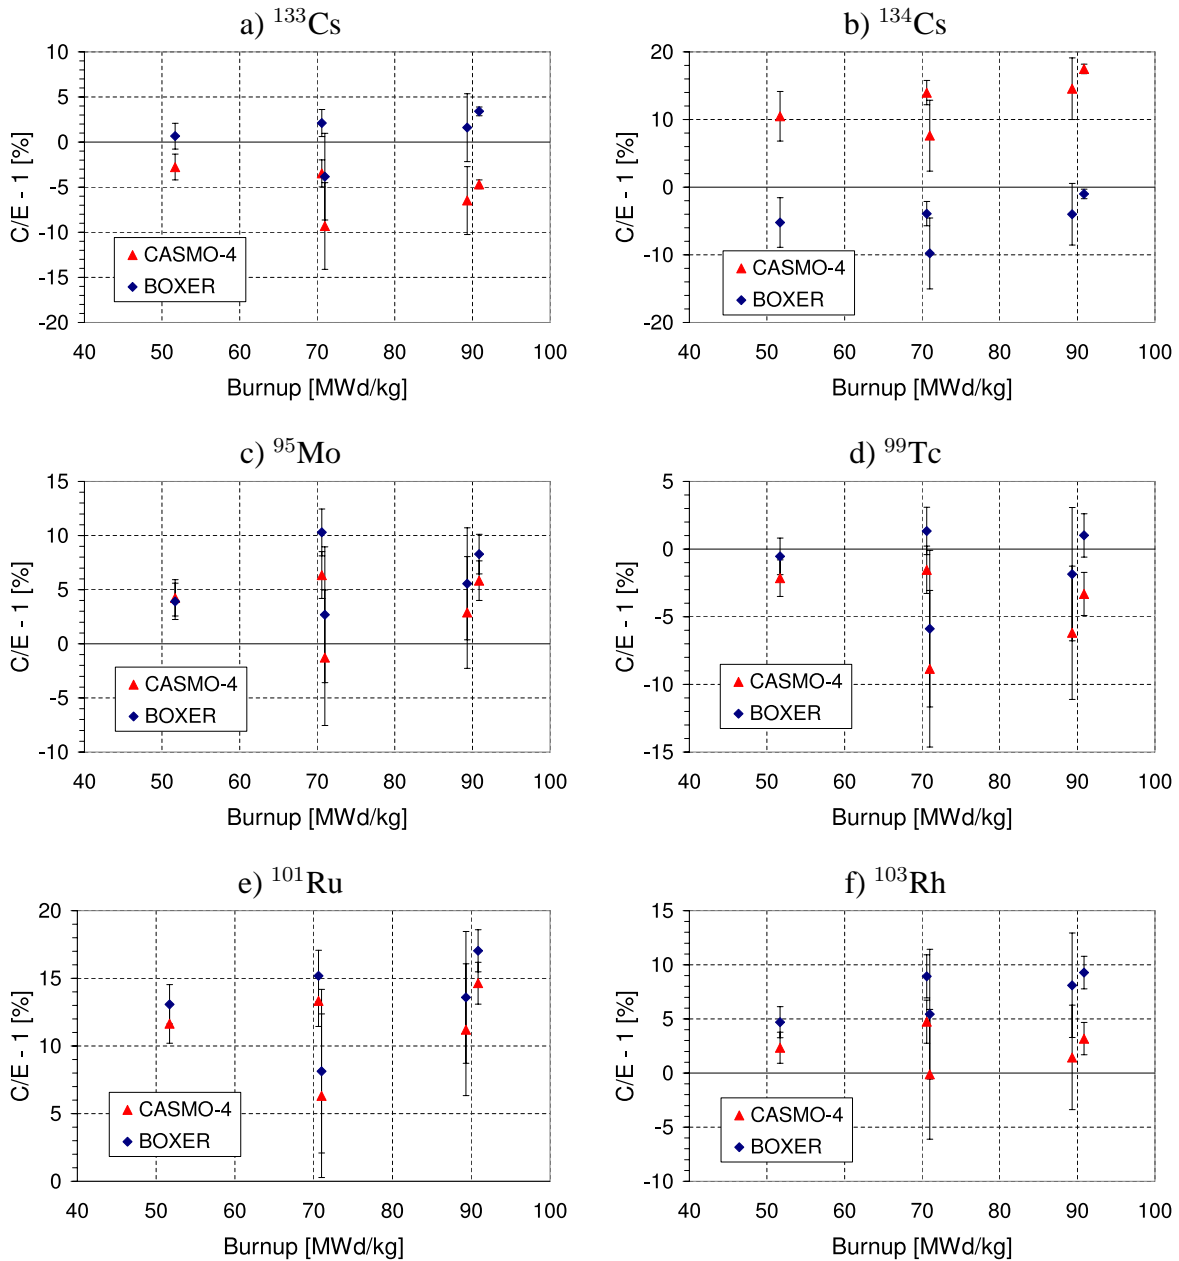 a) ¹³³Cs
C/E - 1 [%]
10
5
0
-5
-10
-15
-20
CASMO-4
BOXER
40 50 60 70 80 90 100
Burnup [MWd/kg]
b) ¹³⁴Cs
C/E - 1 [%]
20
10
0
-10
-20
CASMO-4
BOXER
40 50 60 70 80 90 100
Burnup [MWd/kg]
c) ⁹⁵Mo
C/E - 1 [%]
15
10
5
0
-5
-10
CASMO-4
BOXER
40 50 60 70 80 90 100
Burnup [MWd/kg]
d) ⁹⁹Tc
C/E - 1 [%]
5
0
-5
-10
-15
CASMO-4
BOXER
40 50 60 70 80 90 100
Burnup [MWd/kg]
e) ¹⁰¹Ru
C/E - 1 [%]
20
15
10
5
0
CASMO-4
BOXER
40 50 60 70 80 90 100
Burnup [MWd/kg]
f) ¹⁰³Rh
C/E - 1 [%]
15
10
5
0
-5
-10
CASMO-4
BOXER
40 50 60 70 80 90 100
Burnup [MWd/kg]